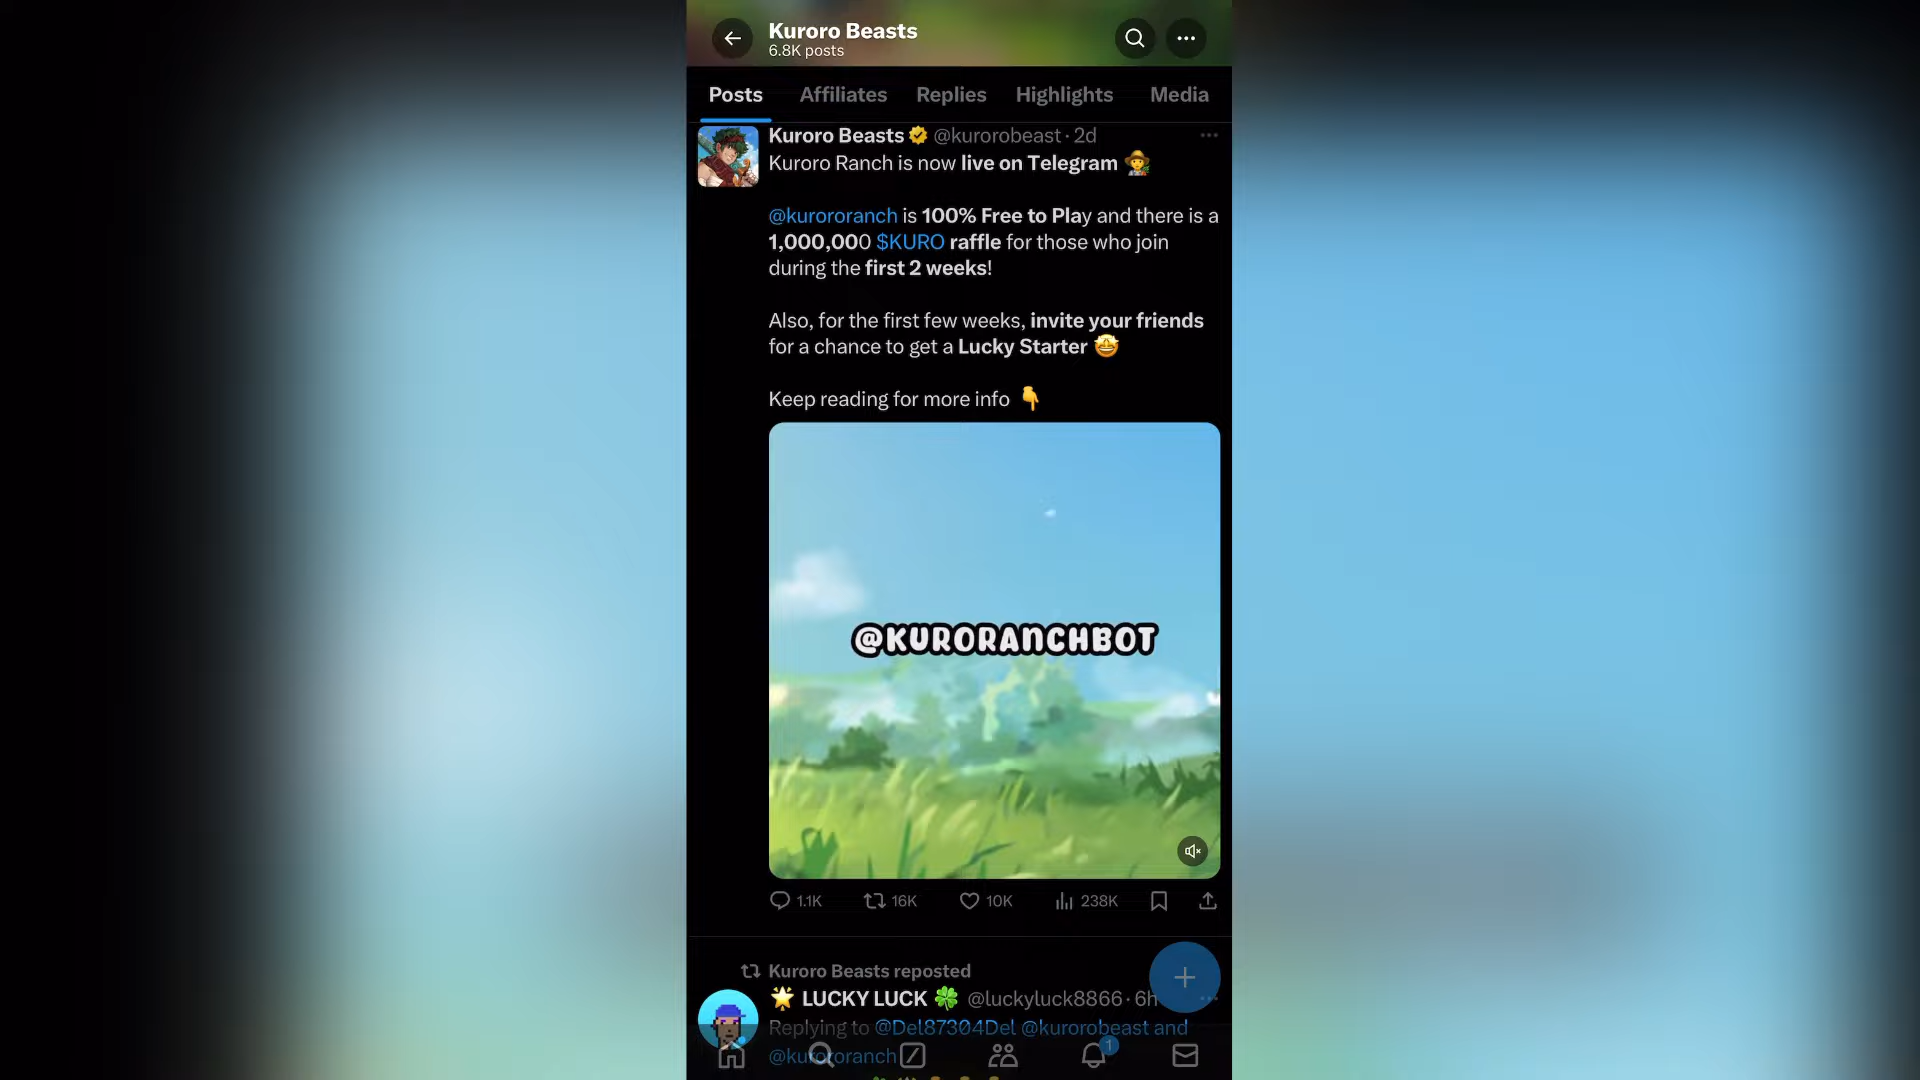 Kuroro Beasts
6.8K posts
Posts Affiliates Replies Highlights Media
Kuroro Beasts @kurorobeast · 2d
Kuroro Ranch is now live on Telegram
@kurororanch is 100% Free to Play and there is a
1,000,000 $KURO raffle for those who join
during the first 2 weeks!
Also, for the first few weeks, invite your friends
for a chance to get a Lucky Starter
Keep reading for more info
@KURORANCHBOT
1.1K 16K 10K 238K
Kuroro Beasts reposted
LUCKY LUCK @luckyluck8866 · 6h
Replying to @Del87304Del @kurorobeast and
@kurororanch
1